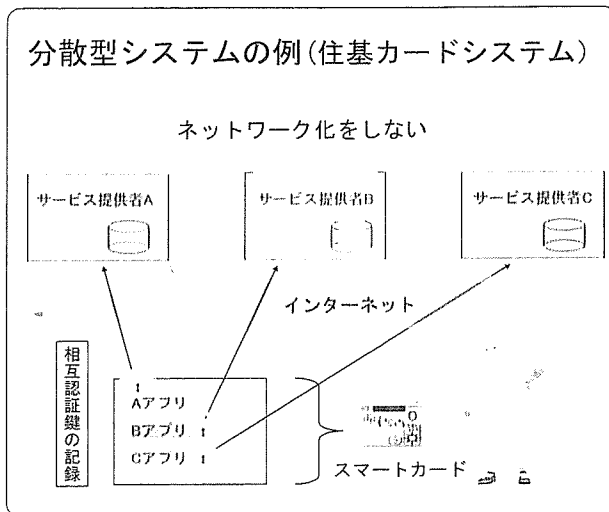 分散型システムの例(住基カードシステム)
ネットワーク化をしない
サービス提供者A
サービス提供者B
サービス提供者C
インターネット
相互認証鍵の記録
Aアプリ
Bアプリ
Cアプリ
スマートカード